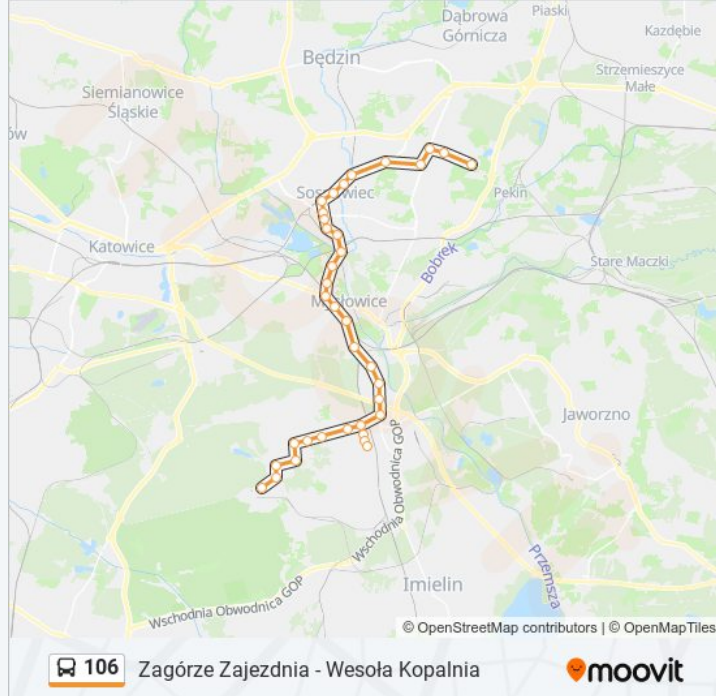 Dąbrowa
Górnicza
Piaski
Kazdębie
Będzin
Strzemieszyce
Małe
Siemianowice
Śląskie
ów
Sosnowiec
Pekin
Katowice
Stare Maczki
Bobrek
Mysłowice
Jaworzno
Wschodnia Obwodnica GOP
Przemsza
Imielin
Wschodnia Obwodnica GOP
© OpenStreetMap contributors | © OpenMapTiles
106 Zagórze Zajezdnia - Wesoła Kopalnia
moovit